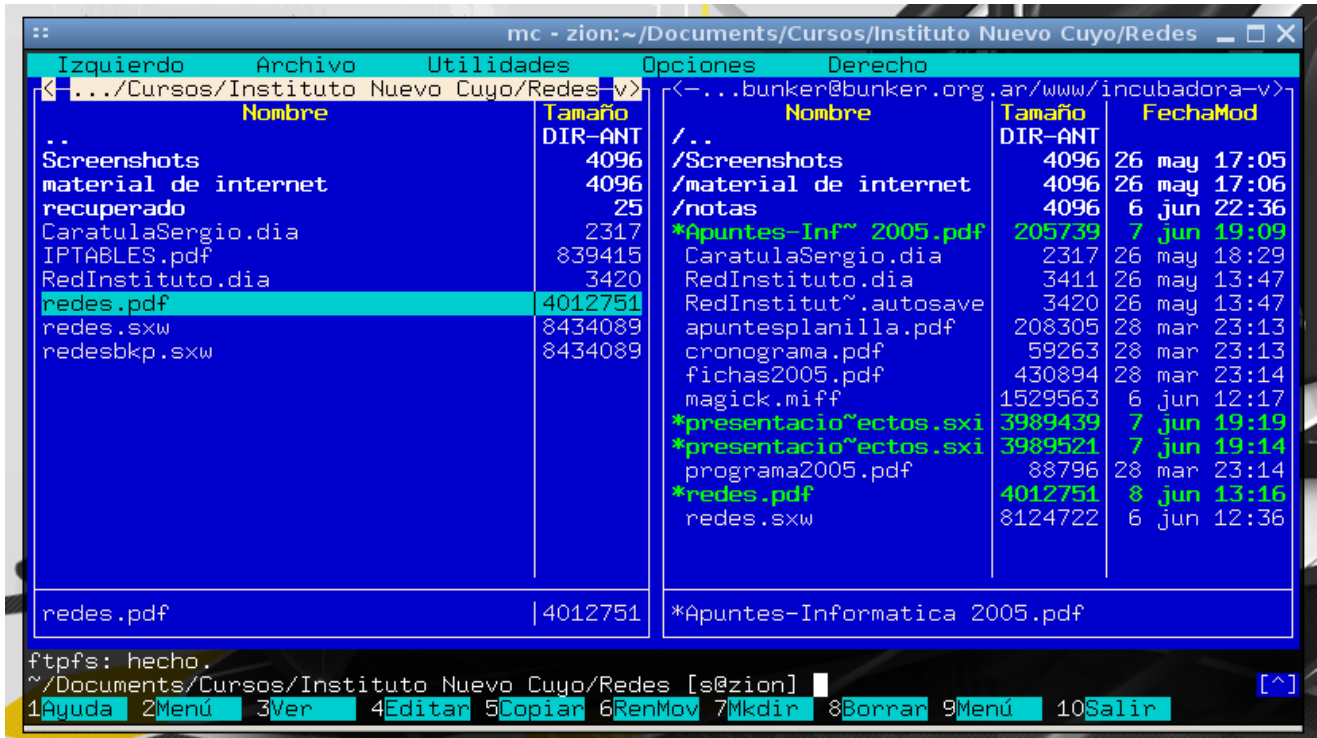 mc - zion:~/Documents/Cursos/Instituto Nuevo Cuyo/Redes
Izquierdo Archivo Utilidades Opciones Derecho
<-.../Cursos/Instituto Nuevo Cuyo/Redes-v> <-...bunker@bunker.org.ar/www/incubadora-v>
Nombre Tamaño Nombre Tamaño FechaMod
.. DIR-ANT /.. DIR-ANT
Screenshots 4096 /Screenshots 4096 26 may 17:05
material de internet 4096 /material de internet 4096 26 may 17:06
recuperado 25 /notas 4096 6 jun 22:36
CaratulaSergio.dia 2317 *Apuntes-Inf~ 2005.pdf 205739 7 jun 19:09
IPTABLES.pdf 839415 CaratulaSergio.dia 2317 26 may 18:29
RedInstituto.dia 3420 RedInstituto.dia 3411 26 may 13:47
redes.pdf 4012751 RedInstitut~.autosave 3420 26 may 13:47
redes.sxw 8434089 apuntesplanilla.pdf 208305 28 mar 23:13
redesbkp.sxw 8434089 cronograma.pdf 59263 28 mar 23:13
fichas2005.pdf 430894 28 mar 23:14
magick.miff 1529563 6 jun 12:17
*presentacio~ectos.sxi 3989439 7 jun 19:19
*presentacio~ectos.sxi 3989521 7 jun 19:14
programa2005.pdf 88796 28 mar 23:14
*redes.pdf 4012751 8 jun 13:16
redes.sxw 8124722 6 jun 12:36
redes.pdf 4012751 *Apuntes-Informatica 2005.pdf
ftpfs: hecho.
~/Documents/Cursos/Instituto Nuevo Cuyo/Redes [s@zion] [^]
1Ayuda 2Menú 3Ver 4Editar 5Copiar 6RenMov 7Mkdir 8Borrar 9Menú 10Salir